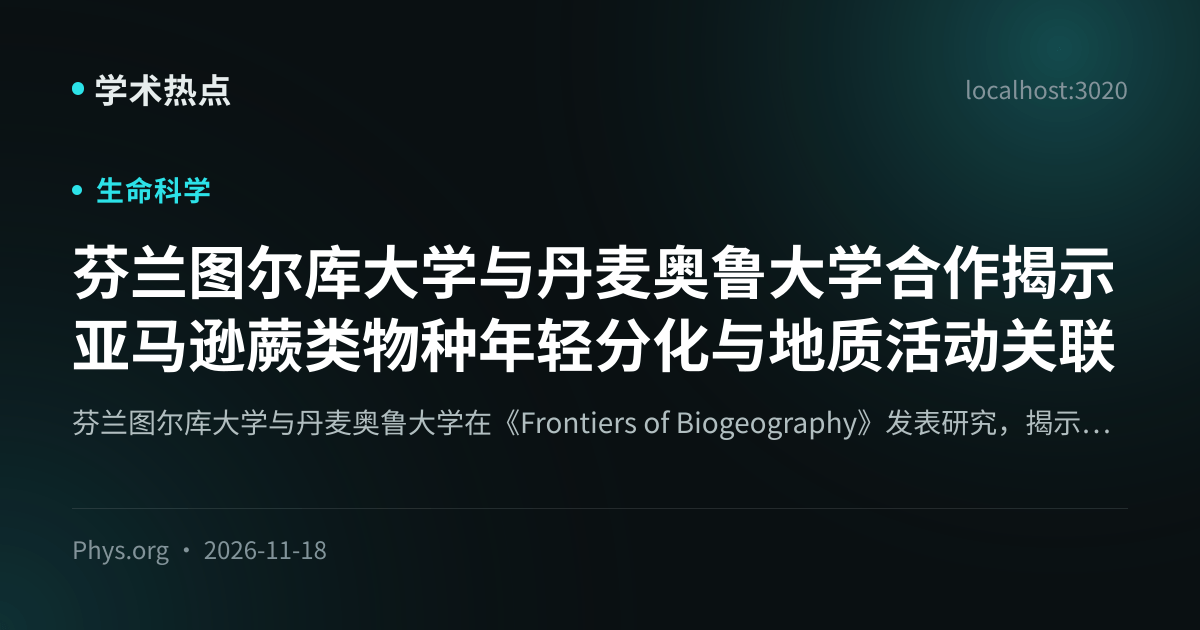 学术热点
localhost:3020
生命科学
芬兰图尔库大学与丹麦奥鲁大学合作揭示
亚马逊蕨类物种年轻分化与地质活动关联
芬兰图尔库大学与丹麦奥鲁大学在《Frontiers of Biogeography》发表研究，揭示…
Phys.org • 2026-11-18